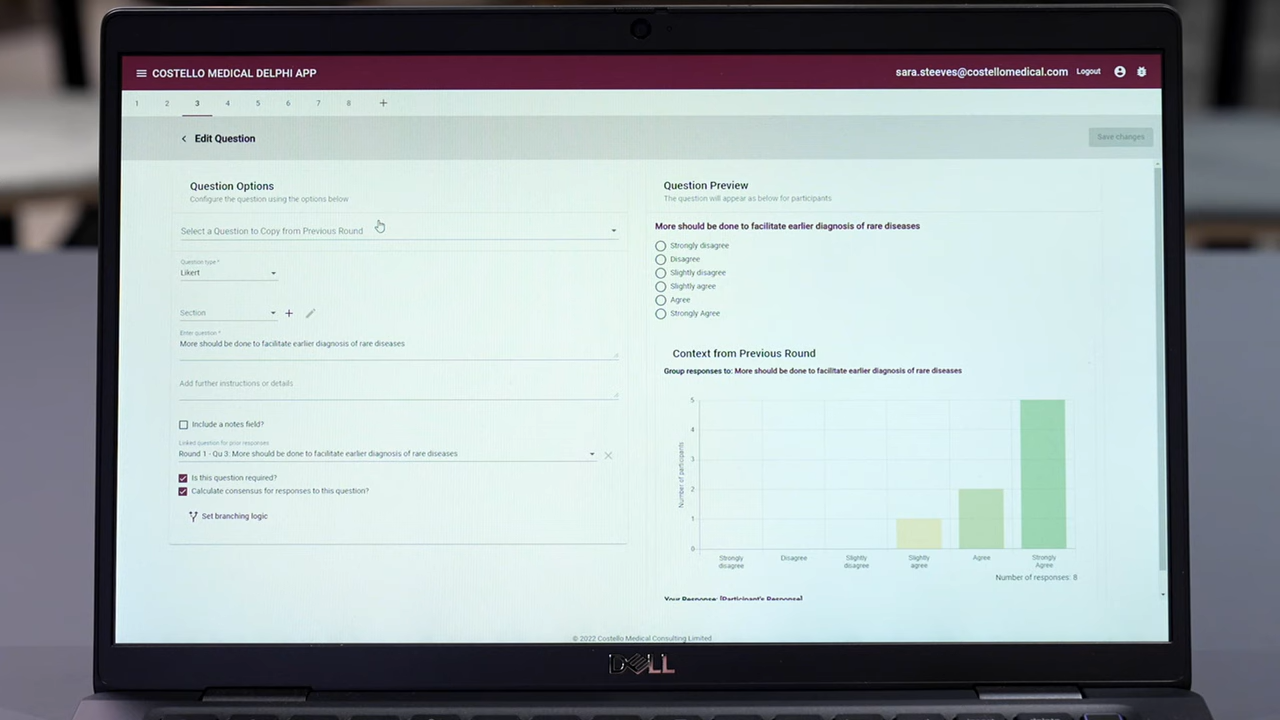 COSTELLO MEDICAL DELPHI APP
sara.steeves@costellomedical.com Logout
1 2 3 4 5 6 7 8 +
Edit Question
Save changes
Question Options
Configure the question using the options below
Select a Question to Copy from Previous Round
Question type *
Likert
Section
Enter question *
More should be done to facilitate earlier diagnosis of rare diseases
Add further instructions or details
Include a notes field?
Linked question for prior responses
Round 1 - Qu 3: More should be done to facilitate earlier diagnosis of rare diseases
Is this question required?
Calculate consensus for responses to this question?
Set branching logic
Question Preview
The question will appear as below for participants
More should be done to facilitate earlier diagnosis of rare diseases
Strongly disagree
Disagree
Slightly disagree
Slightly agree
Agree
Strongly Agree
Context from Previous Round
Group responses to: More should be done to facilitate earlier diagnosis of rare diseases
Number of participants
5
4
3
2
1
0
Strongly disagree
Disagree
Slightly disagree
Slightly agree
Agree
Strongly Agree
Number of responses: 8
Your Response: [Participant's Response]
© 2022 Costello Medical Consulting Limited
DELL